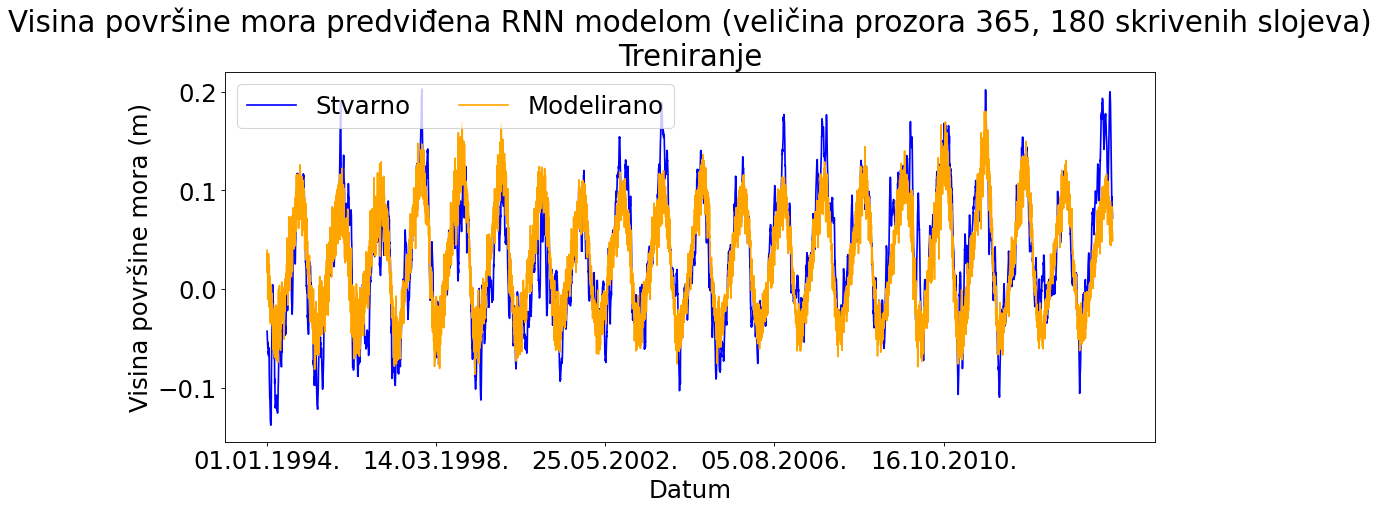 Visina površine mora predviđena RNN modelom (veličina prozora 365, 180 skrivenih slojeva)
Treniranje
Stvarno Modelirano
Visina površine mora (m)
0.2
0.1
0.0
−0.1
01.01.1994. 14.03.1998. 25.05.2002. 05.08.2006. 16.10.2010.
Datum